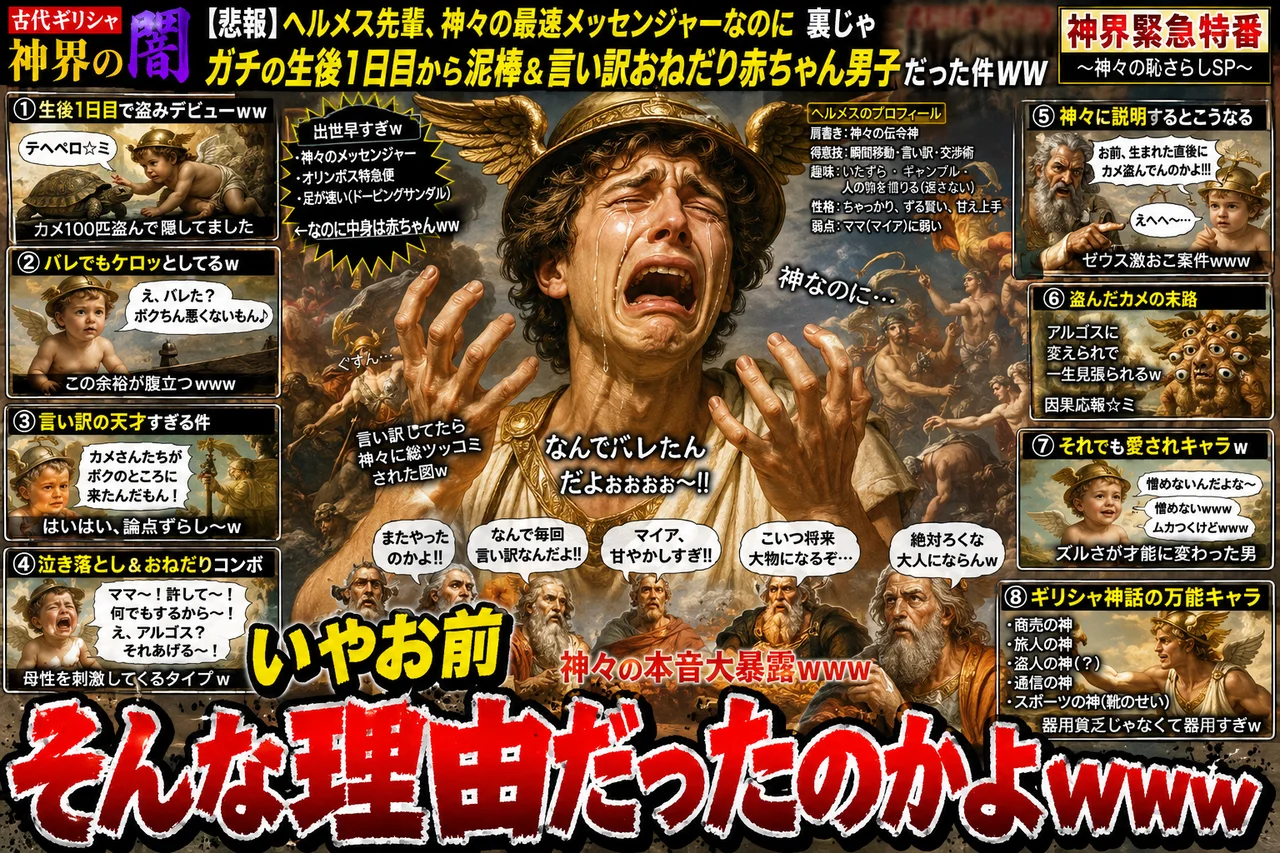 古代ギリシャ
神界の闇
【悲報】ヘルメス先輩、神々の最速メッセンジャーなのに 裏じゃ
ガチの生後1日目から泥棒&言い訳おねだり赤ちゃん男子だった件WW
神界緊急特番
～神々の恥さらしSP～
① 生後1日目で盗みデビューww
テヘペロ☆ミ
カメ100匹盗んで隠してました
② バレでもケロッとしてるw
え、バレた?
ボクちん悪くないもん♪
この余裕が腹立つwww
③ 言い訳の天才すぎる件
カメさんたちが
ボクのところに
来たんだもん!
はいはい、論点ずらし～w
④ 泣き落とし&おねだりコンボ
ママ～!許して～!
何でもするから～!
え、アルゴス?
それあげる～!
母性を刺激してくるタイプw
出世早すぎw
・神々のメッセンジャー
・オリンポス特急便
・足が速い(ドーピングサンダル)
←なのに中身は赤ちゃんww
ヘルメスのプロフィール
肩書き:神々の伝令神
得意技:瞬間移動・言い訳・交渉術
趣味:いたずら・ギャンブル・
人の物を借りる(返さない)
性格:ちゃっかり、ずる賢い、甘え上手
弱点:ママ(マイア)に弱い
神なのに…
ぐすん…
言い訳してたら
神々に総ツッコミ
された図w
なんでバレたん
だよぉぉぉぉ～!!
またやった
のかよ!!
なんで毎回
言い訳なんだよ!!
マイア、
甘やかしすぎ!!
こいつ将来
大物になるぞ…
絶対ろくな
大人にならんw
⑤ 神々に説明するとこうなる
お前、生まれた直後に
カメ盗んでんのかよ!!!
えへへ～…
ゼウス激おこ案件www
⑥ 盗んだカメの末路
アルゴスに
変えられで
一生見張られるw
因果応報☆ミ
⑦ それでも愛されキャラw
憎めないんだよな～
憎めないwww
ムカつくけどwww
ズルさが才能に変わった男
⑧ ギリシャ神話の万能キャラ
・商売の神
・旅人の神
・盗人の神(?)
・通信の神
・スポーツの神(靴のせい)
器用貧乏じゃなくて器用すぎw
神々の本音大暴露www
いやお前
そんな理由だったのかよwww